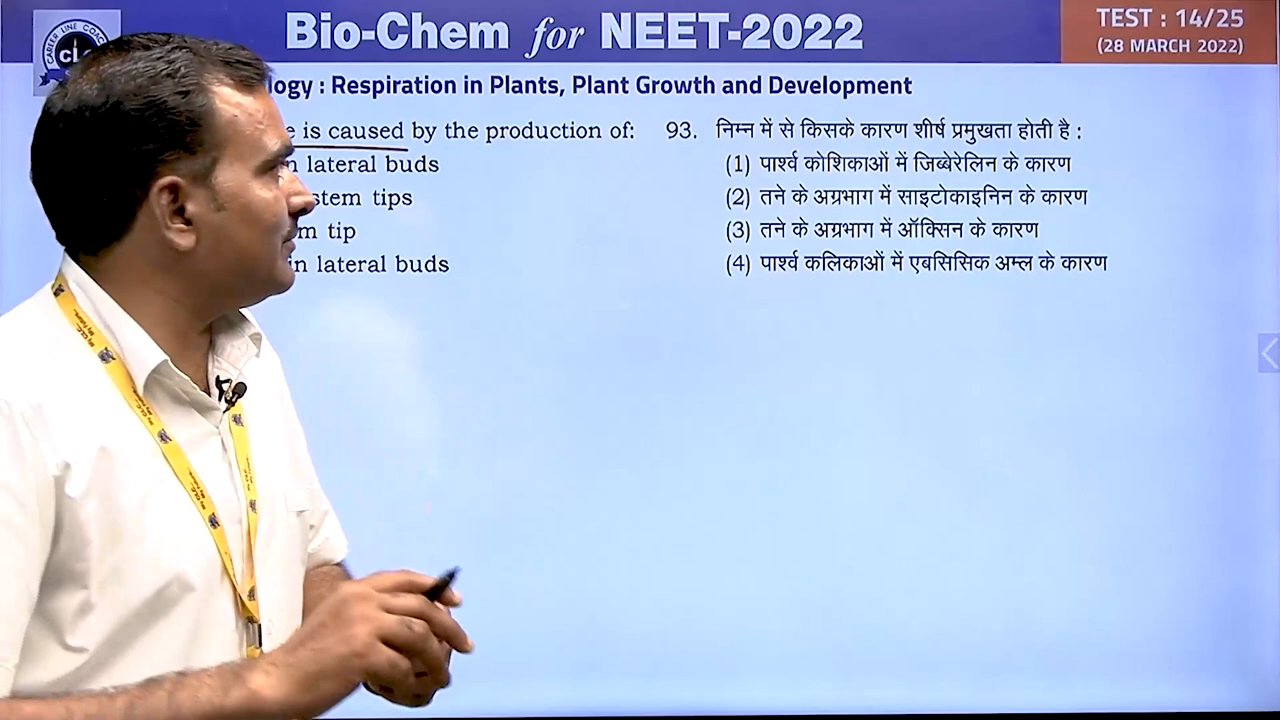 Bio-Chem for NEET-2022
TEST : 14/25
(28 MARCH 2022)
CAREER LINE COAC
logy : Respiration in Plants, Plant Growth and Development
e is caused by the production of:
n lateral buds
stem tips
m tip
in lateral buds
93. निम्न में से किसके कारण शीर्ष प्रमुखता होती है :
(1) पार्श्व कोशिकाओं में जिब्बेरेलिन के कारण
(2) तने के अग्रभाग में साइटोकाइनिन के कारण
(3) तने के अग्रभाग में ऑक्सिन के कारण
(4) पार्श्व कलिकाओं में एबसिसिक अम्ल के कारण